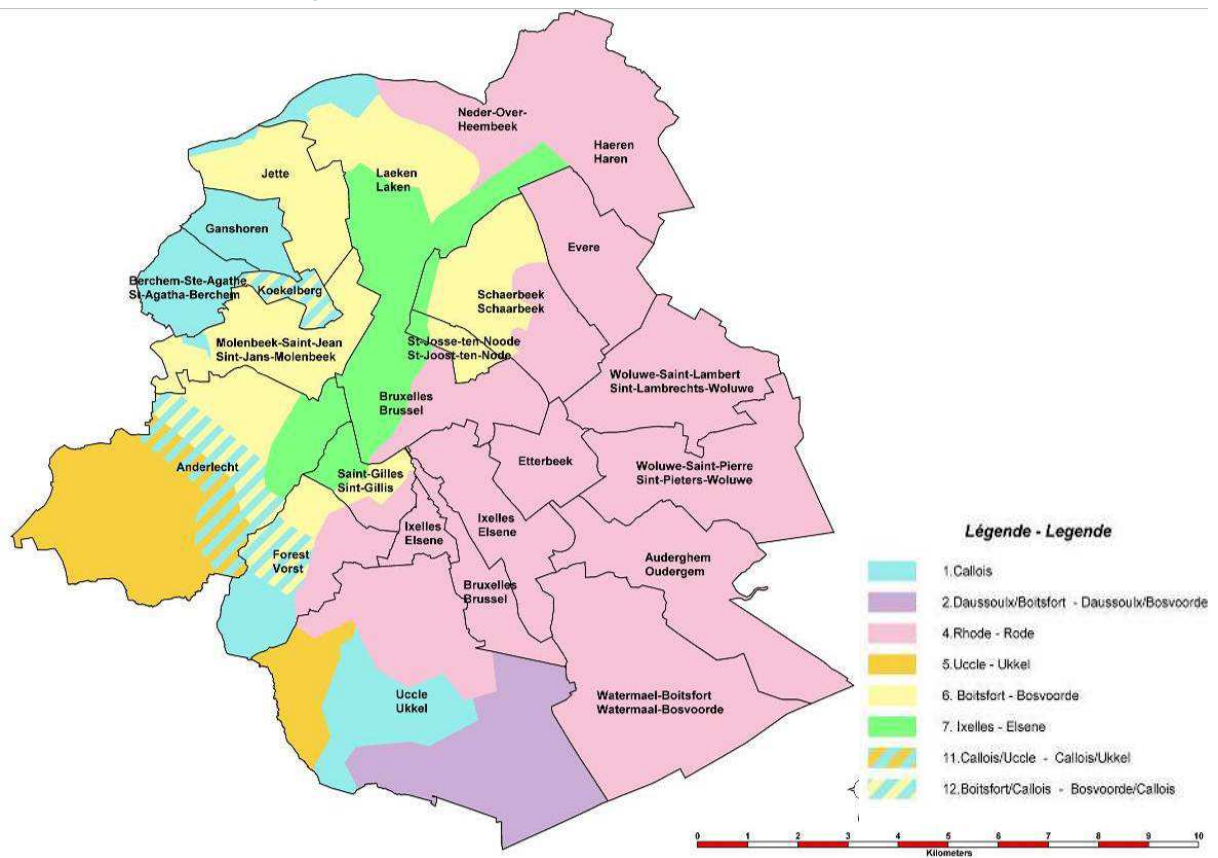 Neder-Over-
Heembeek
Haeren
Haren
Jette
Laeken
Laken
Ganshoren
Evere
Berchem-Ste-Agathe
St-Agatha-Berchem
Koekelberg
Schaerbeek
Schaarbeek
Molenbeek-Saint-Jean
Sint-Jans-Molenbeek
St-Josse-ten-Noode
St-Joost-ten-Node
Woluwe-Saint-Lambert
Sint-Lambrechts-Woluwe
Bruxelles
Brussel
Anderlecht
Saint-Gilles
Sint-Gillis
Etterbeek
Woluwe-Saint-Pierre
Sint-Pieters-Woluwe
Ixelles
Elsene
Ixelles
Elsene
Forest
Vorst
Auderghem
Oudergem
Bruxelles
Brussel
Uccle
Ukkel
Watermael-Boitsfort
Watermaal-Bosvoorde
Légende - Legende
1.Callois
2.Daussoulx/Boitsfort - Daussoulx/Bosvoorde
4.Rhode - Rode
5.Uccle - Ukkel
6. Boitsfort - Bosvoorde
7. Ixelles - Elsene
11.Callois/Uccle - Callois/Ukkel
12.Boitsfort/Callois - Bosvoorde/Callois
0 1 2 3 4 5 6 7 8 9 10
Kilometers